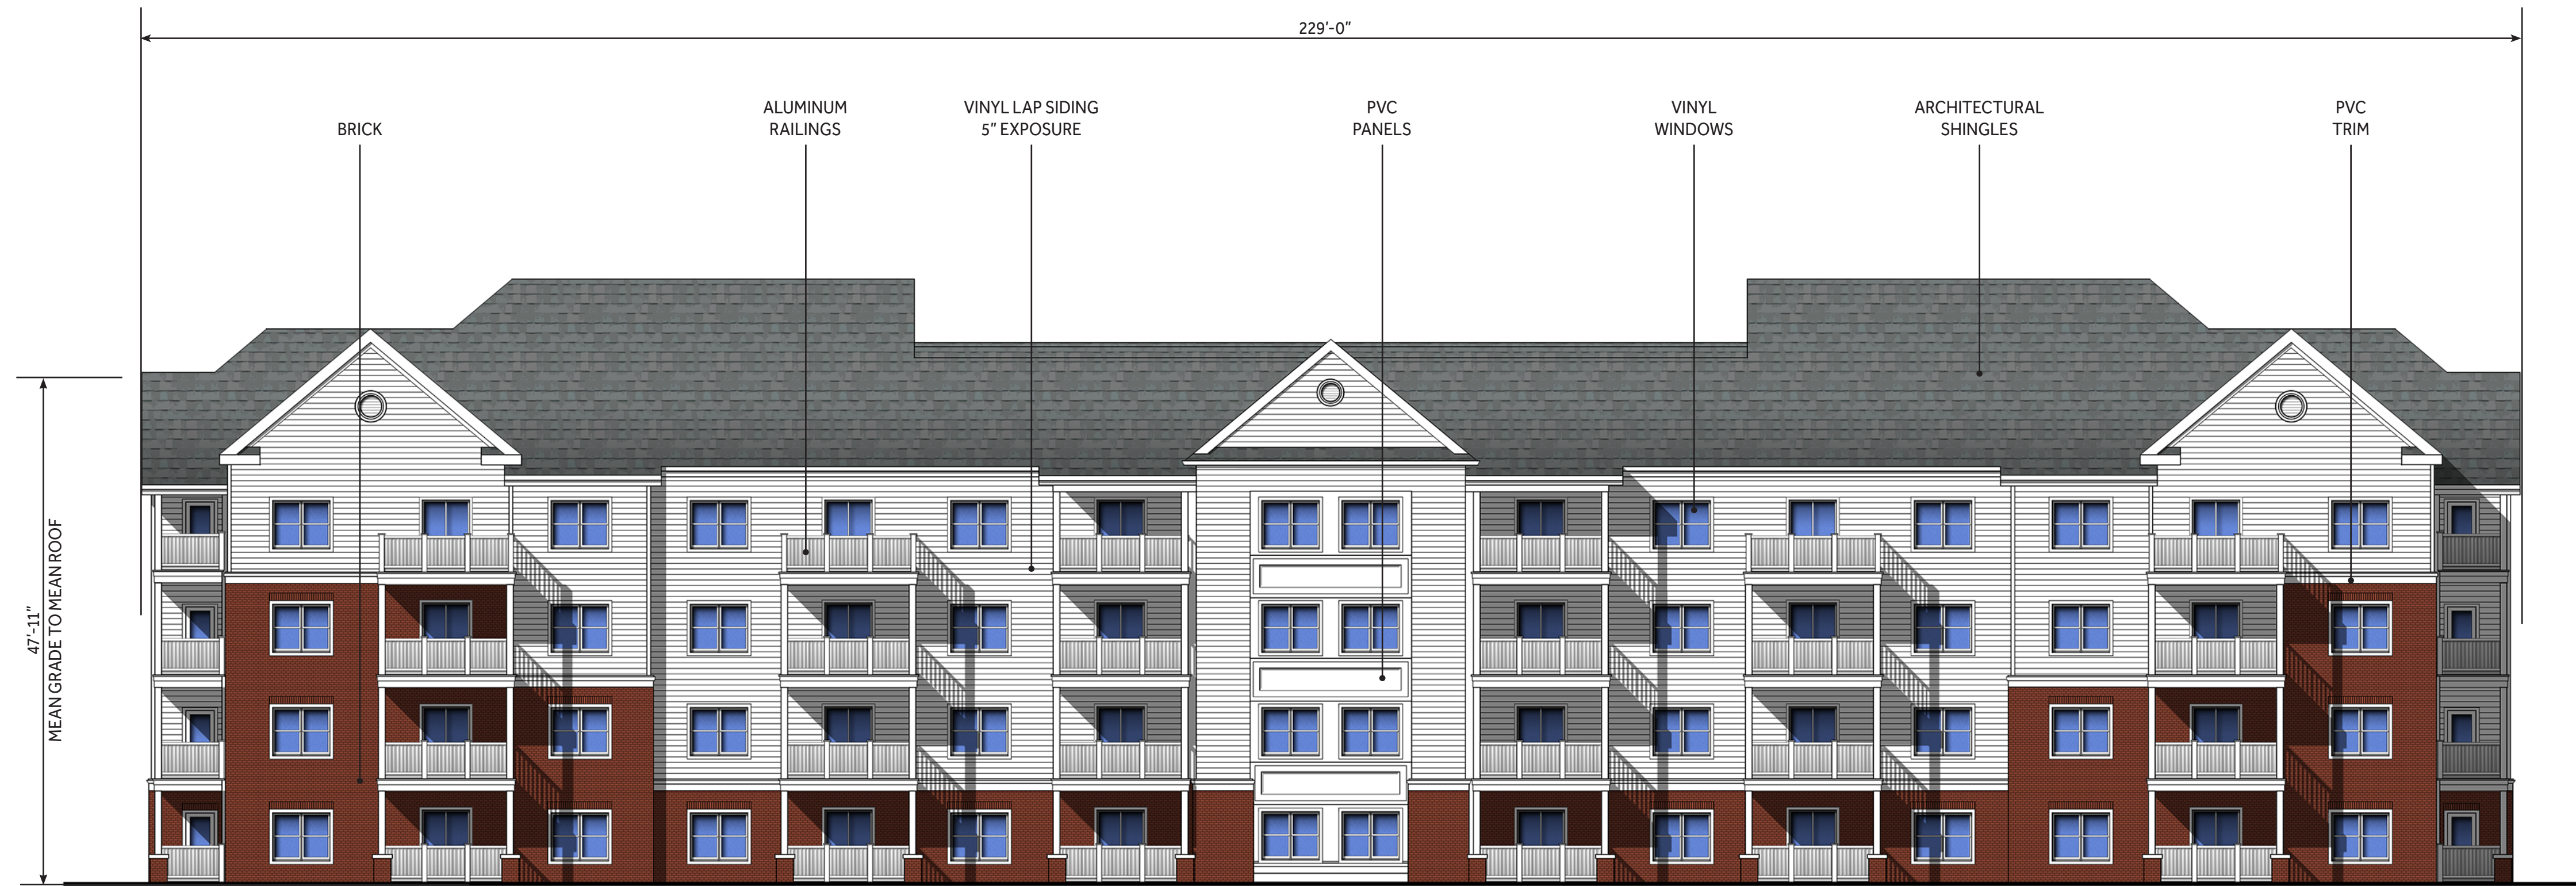 229'-0"
BRICK
ALUMINUM
RAILINGS
VINYL LAP SIDING
5" EXPOSURE
PVC
PANELS
VINYL
WINDOWS
ARCHITECTURAL
SHINGLES
PVC
TRIM
47'-11"
MEAN GRADE TO MEAN ROOF